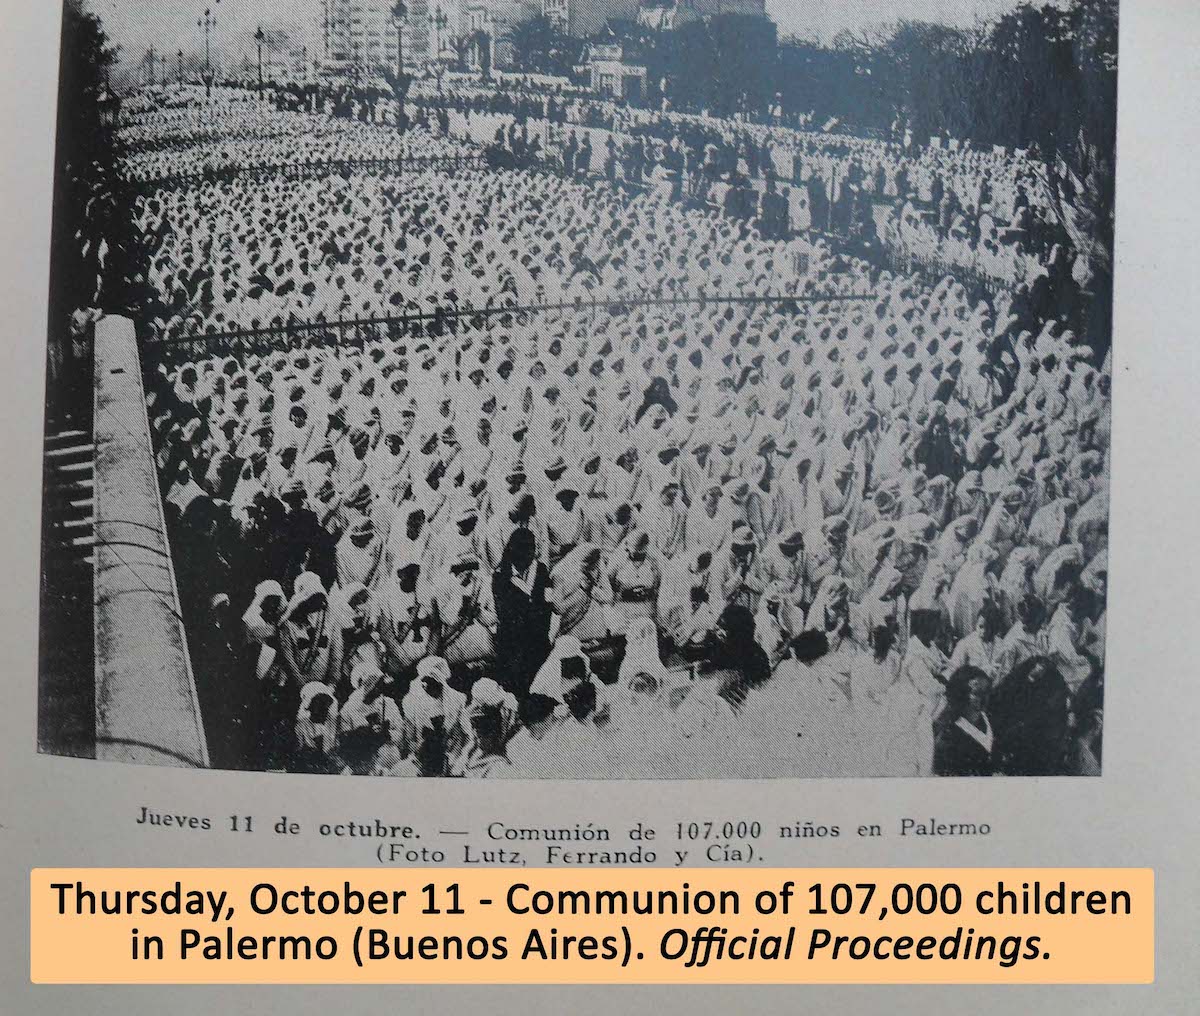 Jueves 11 de octubre. — Comunión de 107.000 niños en Palermo
(Foto Lutz, Ferrando y Cía).
Thursday, October 11 - Communion of 107,000 children
in Palermo (Buenos Aires). Official Proceedings.